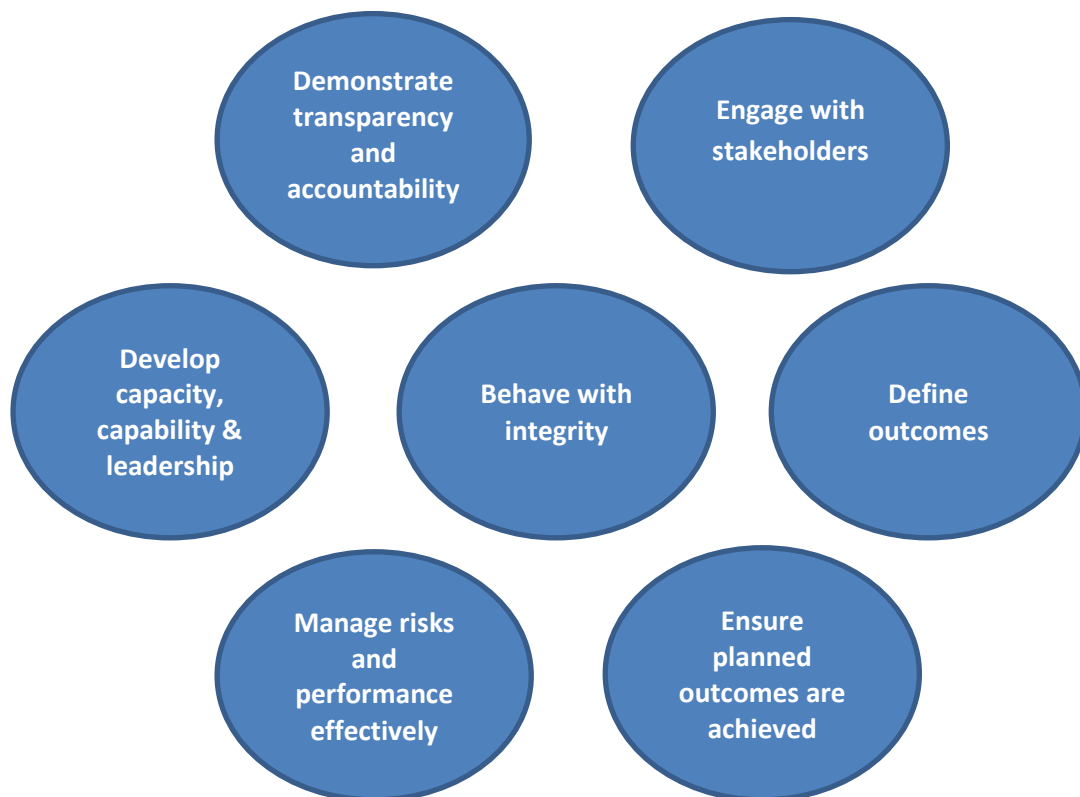 Demonstrate
transparency
and
accountability
Engage with
stakeholders
Develop
capacity,
capability &
leadership
Behave with
integrity
Define
outcomes
Manage risks
and
performance
effectively
Ensure
planned
outcomes are
achieved